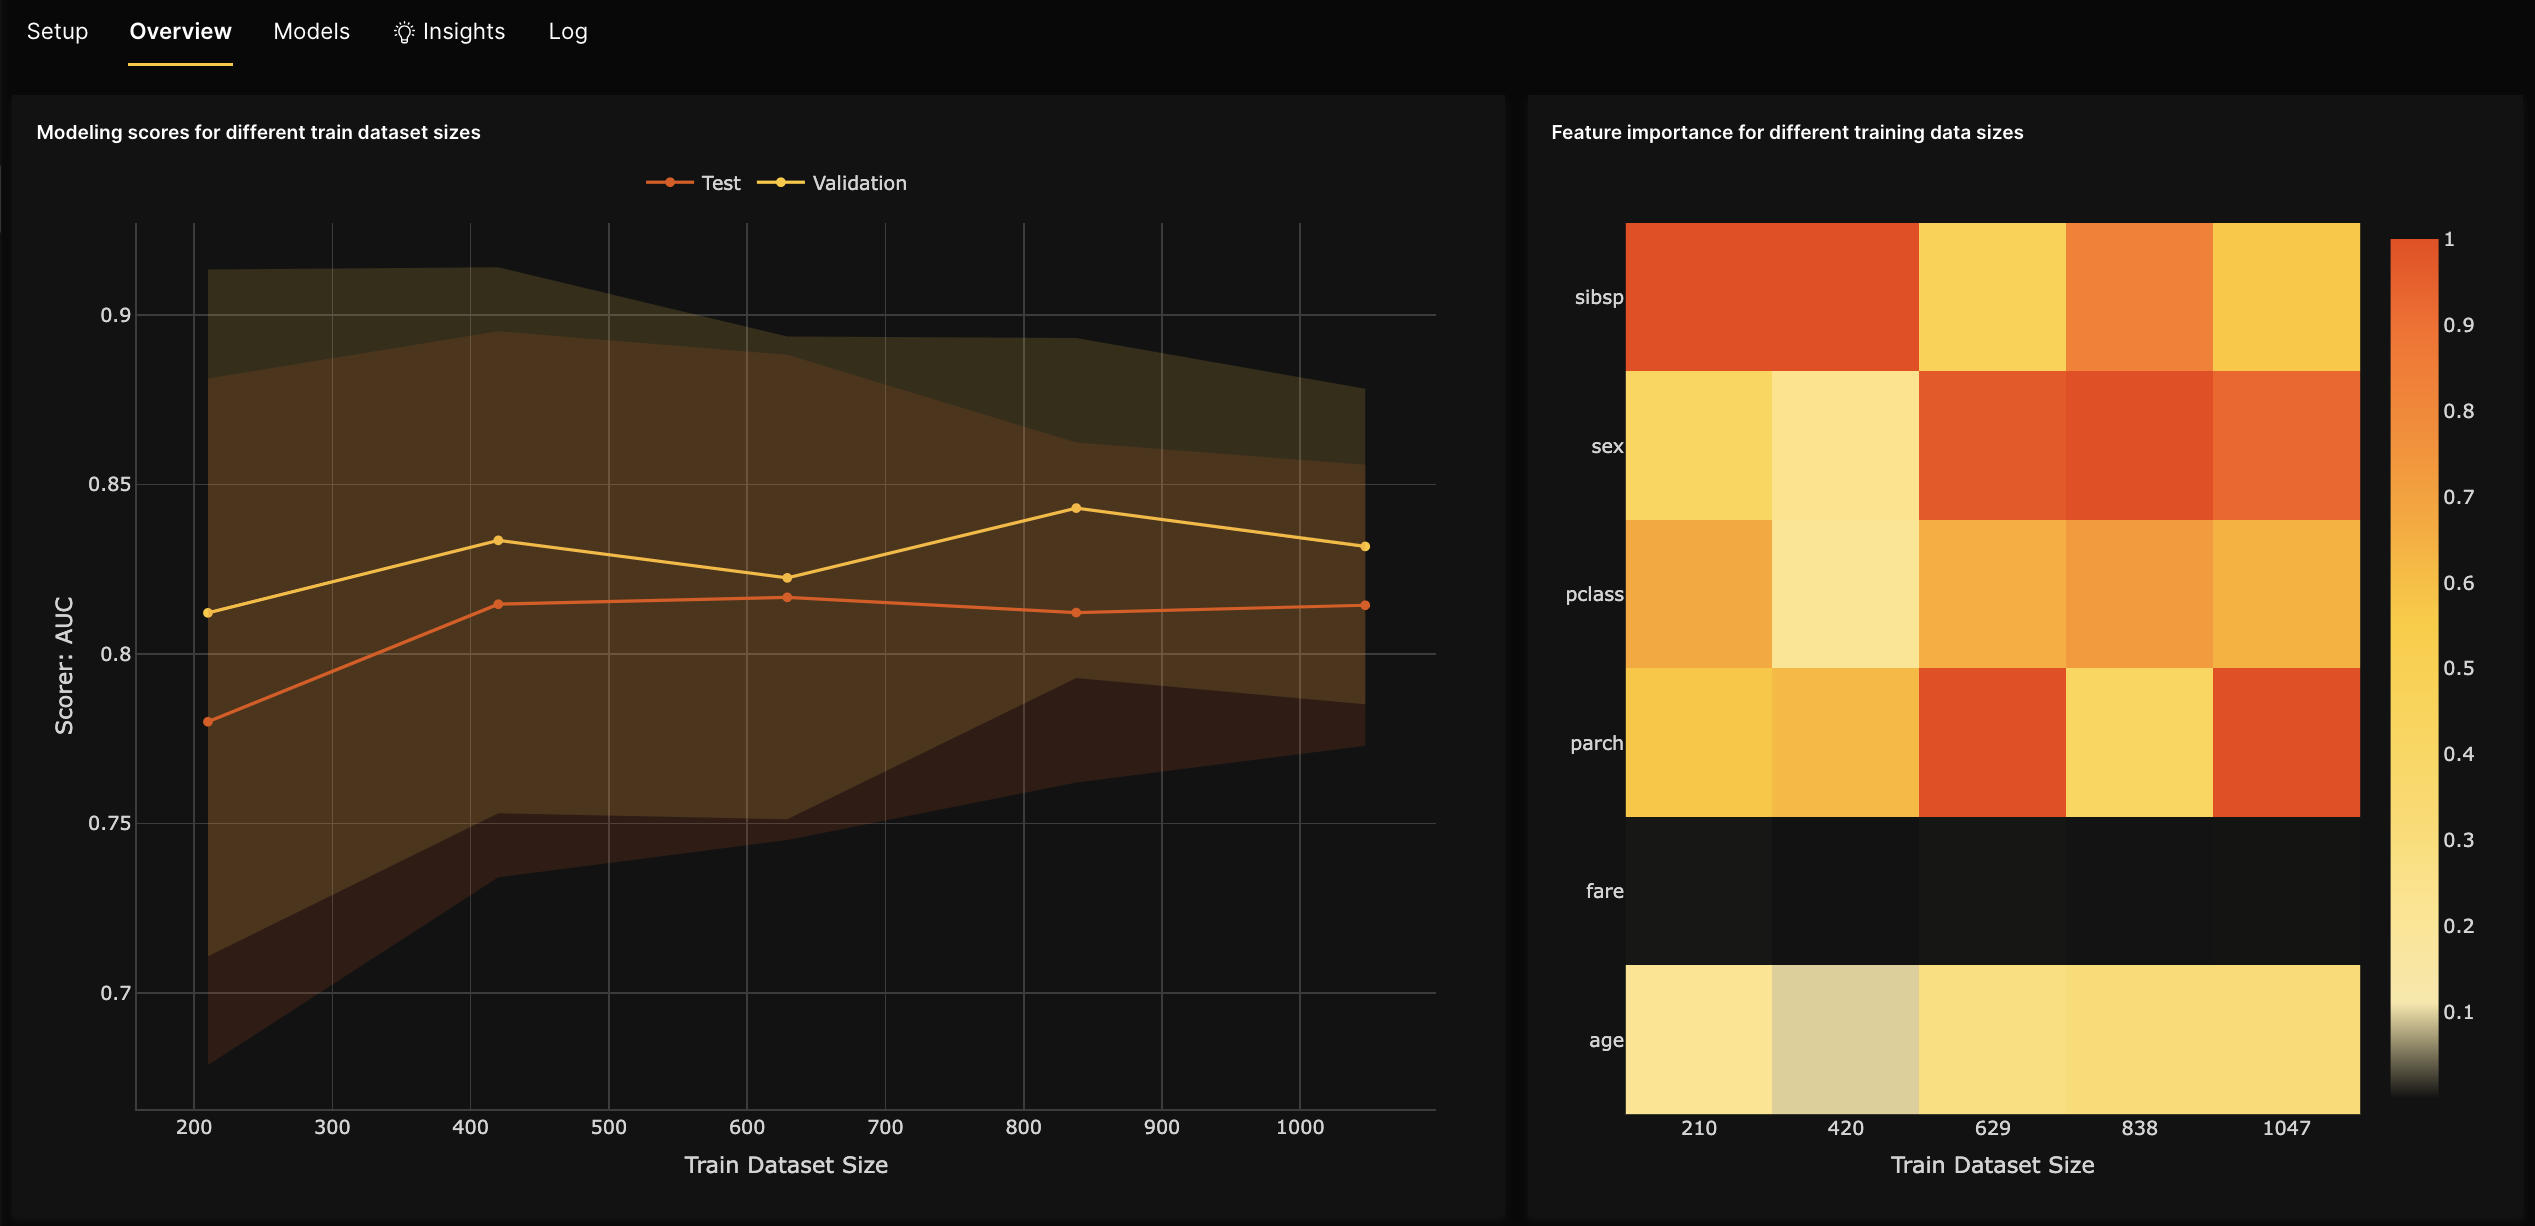 Setup Overview Models Insights Log
Modeling scores for different train dataset sizes
Test Validation
0.9
0.85
0.8
0.75
0.7
Scorer: AUC
200 300 400 500 600 700 800 900 1000
Train Dataset Size
Feature importance for different training data sizes
sibsp
sex
pclass
parch
fare
age
210 420 629 838 1047
Train Dataset Size
1
0.9
0.8
0.7
0.6
0.5
0.4
0.3
0.2
0.1